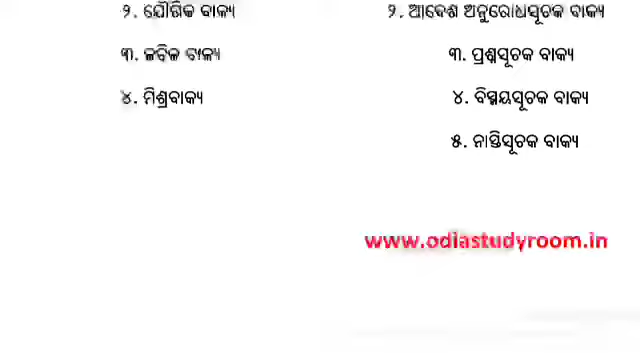 ୨. ଯୌଗିକ ବାକ୍ୟ
୨. ଆଦେଶ ଅନୁରୋଧସୂଚକ ବାକ୍ୟ
୩. ଜଟିଳ ବାକ୍ୟ
୩. ପ୍ରଶ୍ନସୂଚକ ବାକ୍ୟ
୪. ମିଶ୍ରବାକ୍ୟ
୪. ବିସ୍ମୟସୂଚକ ବାକ୍ୟ
୫. ନାସ୍ତିସୂଚକ ବାକ୍ୟ
www.odiastudyroom.in